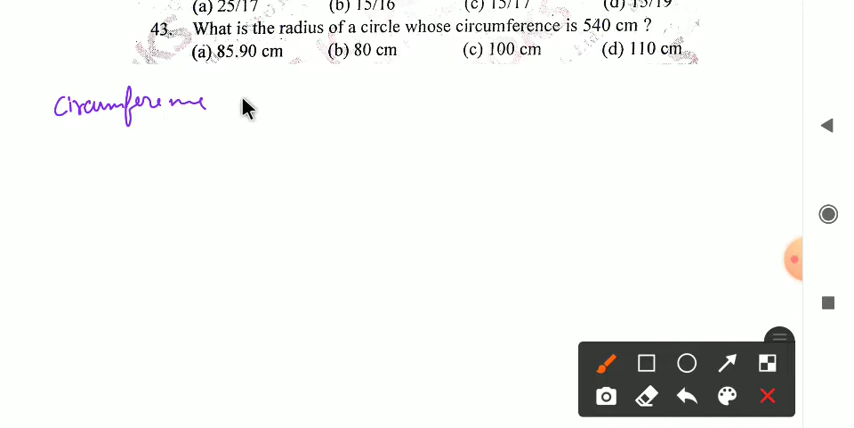 (a) 25/17 (b) 15/16 (c) 15/17 (d) 15/19
43. What is the radius of a circle whose circumference is 540 cm ?
(a) 85.90 cm (b) 80 cm (c) 100 cm (d) 110 cm
Circumference